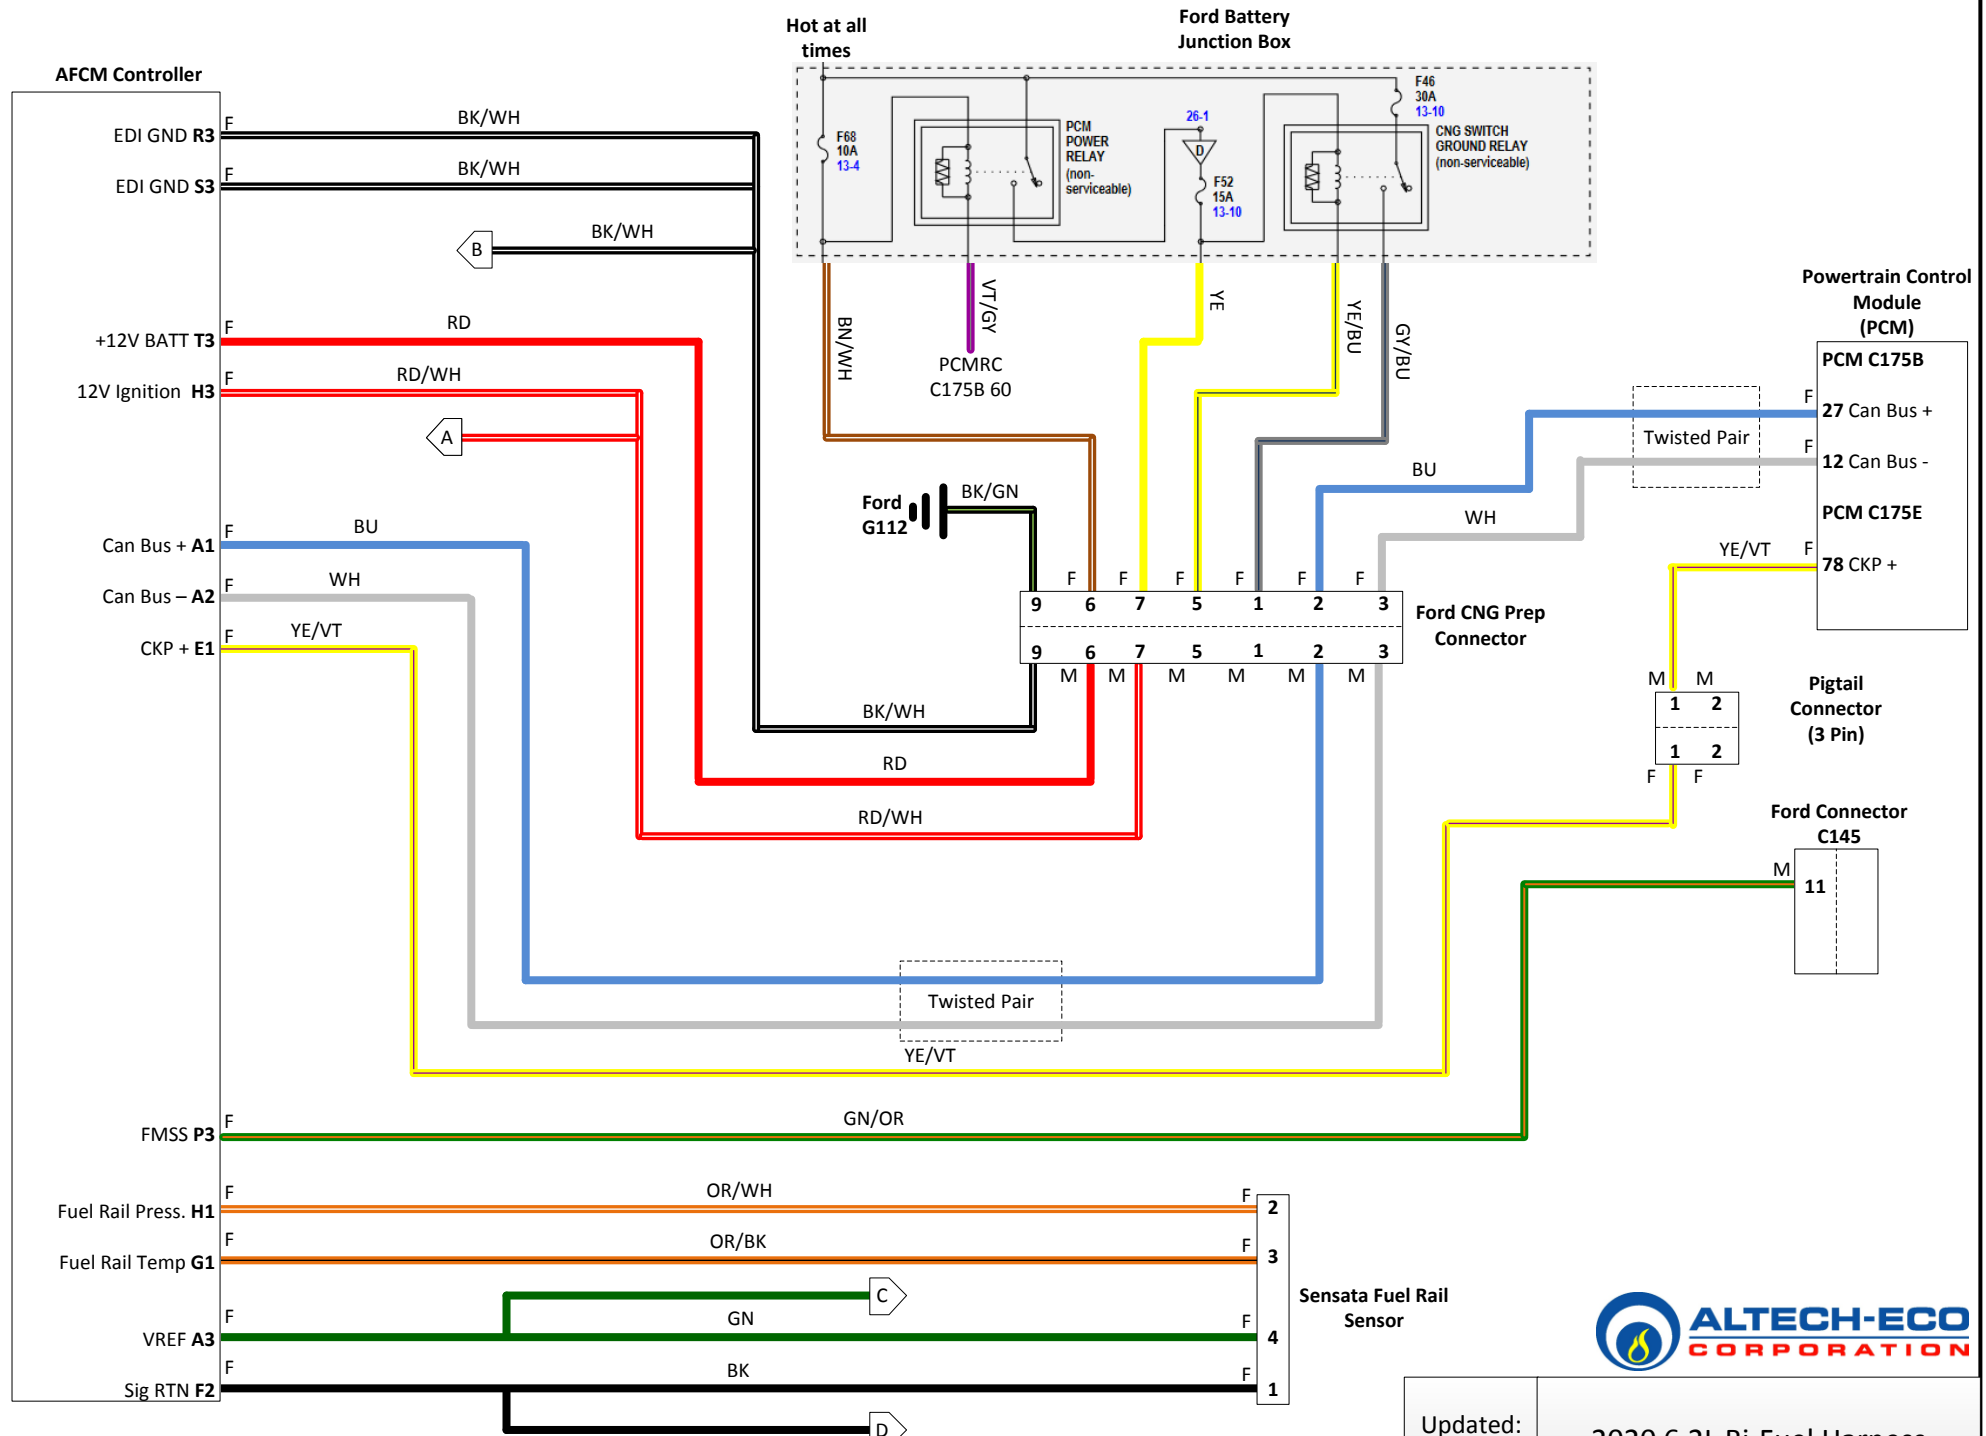 Hot at all
times
Ford Battery
Junction Box
AFCM Controller
EDI GND R3
F
BK/WH
EDI GND S3
F
BK/WH
B
BK/WH
+12V BATT T3
F
RD
12V Ignition H3
F
RD/WH
A
Can Bus + A1
F
BU
Can Bus – A2
F
WH
CKP + E1
F
YE/VT
F68
10A
13-4
PCM
POWER
RELAY
(non-
serviceable)
26-1
D
F52
15A
13-10
F46
30A
13-10
CNG SWITCH
GROUND RELAY
(non-serviceable)
BN/WH
VT/GY
PCMRC
C175B 60
YE
YE/BU
GY/BU
Ford
G112
BK/GN
Powertrain Control
Module
(PCM)
PCM C175B
F
27 Can Bus +
Twisted Pair
F
12 Can Bus -
BU
WH
PCM C175E
YE/VT
F
78 CKP +
F F F F F F
9 6 7 5 1 2 3
9 6 7 5 1 2 3
M M M M M M
Ford CNG Prep
Connector
BK/WH
RD
RD/WH
M M
1 2
1 2
F F
Pigtail
Connector
(3 Pin)
Ford Connector
C145
M
11
Twisted Pair
YE/VT
FMSS P3
F
GN/OR
Fuel Rail Press. H1
F
OR/WH
F
2
Fuel Rail Temp G1
F
OR/BK
F
3
C
VREF A3
F
GN
F
4
Sig RTN F2
F
BK
F
1
D
Sensata Fuel Rail
Sensor
ALTECH-ECO
CORPORATION
Updated:
2020 6.2L Bi-Fuel Harness